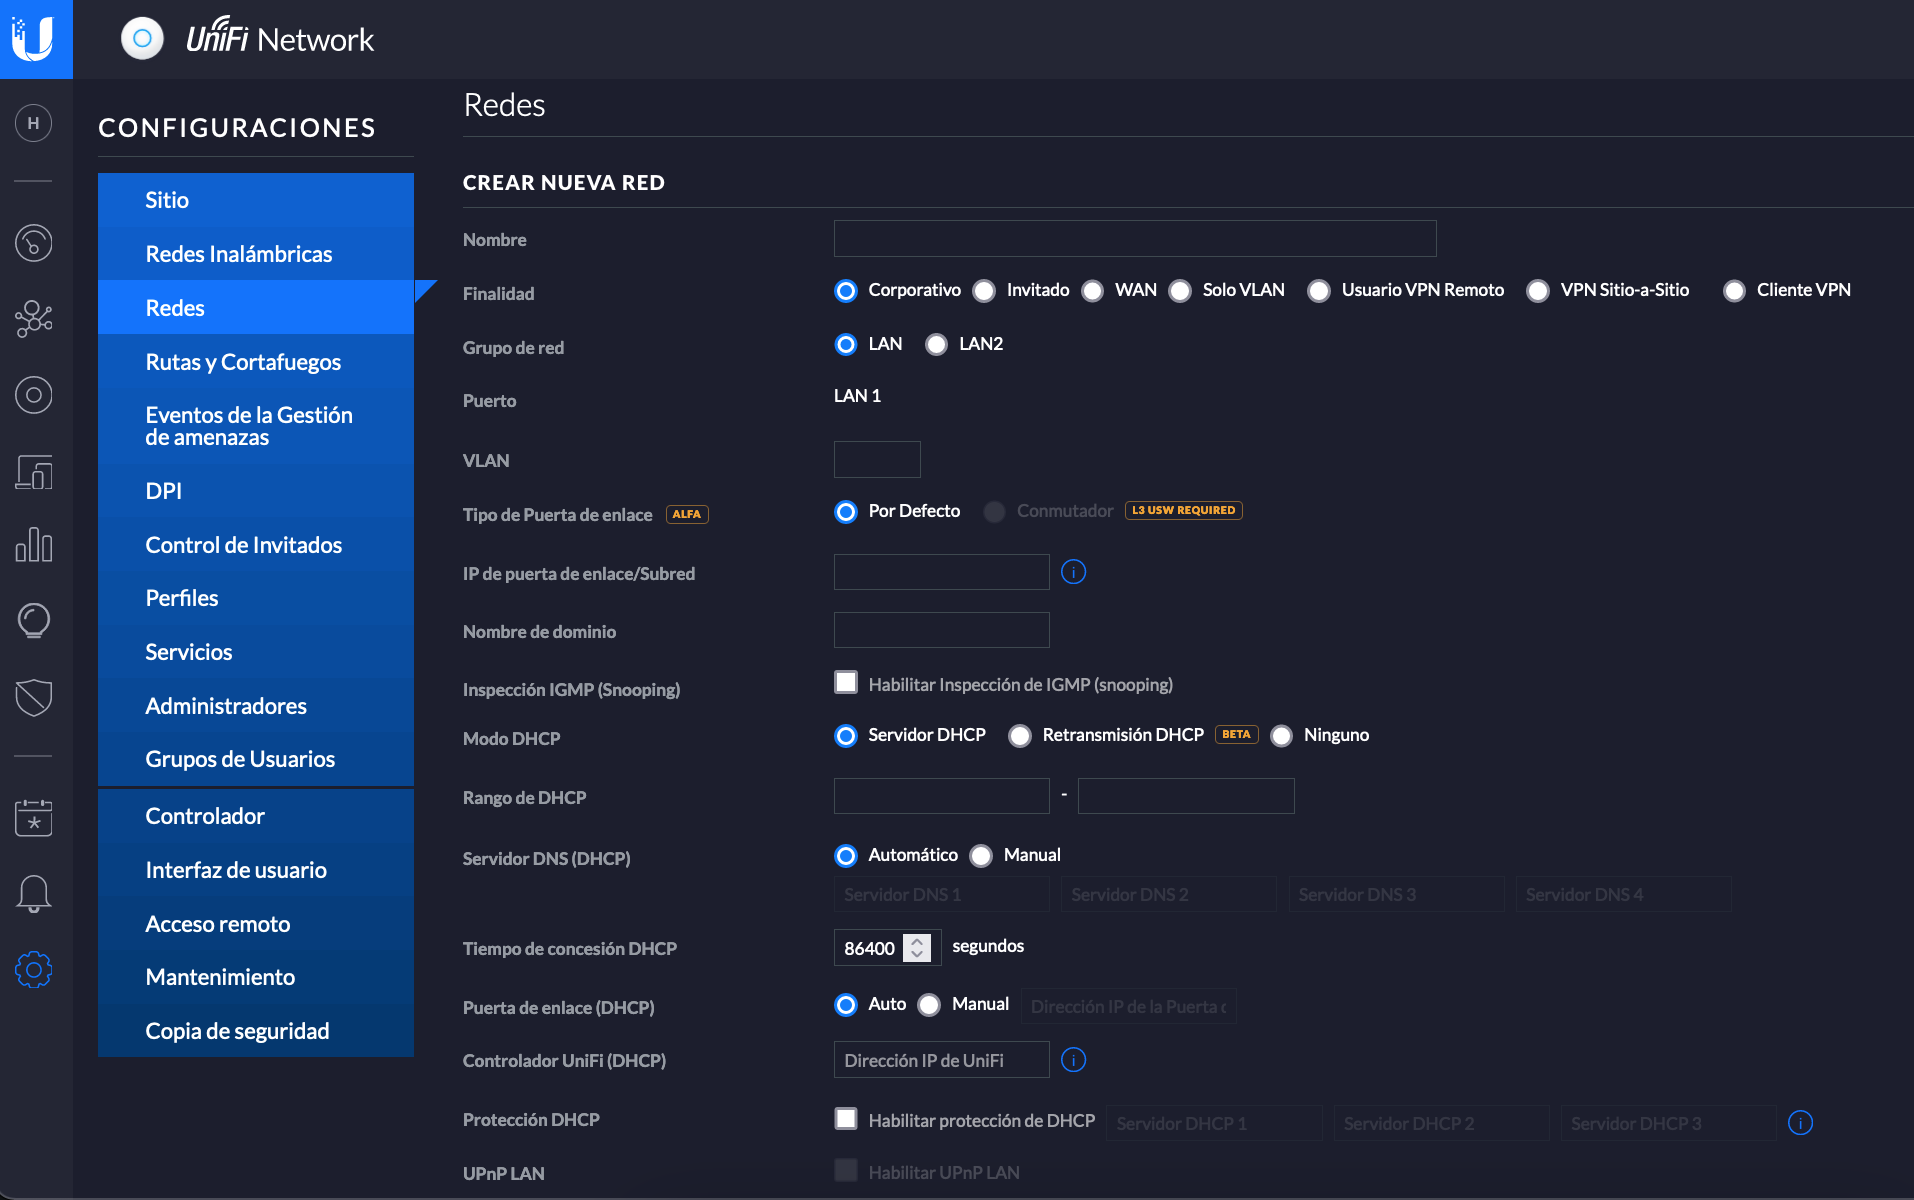 UniFi Network
H
CONFIGURACIONES
Sitio
Redes Inalámbricas
Redes
Rutas y Cortafuegos
Eventos de la Gestión
de amenazas
DPI
Control de Invitados
Perfiles
Servicios
Administradores
Grupos de Usuarios
Controlador
Interfaz de usuario
Acceso remoto
Mantenimiento
Copia de seguridad
Redes
CREAR NUEVA RED
Nombre
Finalidad Corporativo Invitado WAN Solo VLAN Usuario VPN Remoto VPN Sitio-a-Sitio Cliente VPN
Grupo de red LAN LAN2
Puerto LAN 1
VLAN
Tipo de Puerta de enlace ALFA Por Defecto Conmutador L3 USW REQUIRED
IP de puerta de enlace/Subred
Nombre de dominio
Inspección IGMP (Snooping) Habilitar Inspección de IGMP (snooping)
Modo DHCP Servidor DHCP Retransmisión DHCP BETA Ninguno
Rango de DHCP -
Servidor DNS (DHCP) Automático Manual
Servidor DNS 1 Servidor DNS 2 Servidor DNS 3 Servidor DNS 4
Tiempo de concesión DHCP 86400 segundos
Puerta de enlace (DHCP) Auto Manual Dirección IP de la Puerta d
Controlador UniFi (DHCP) Dirección IP de UniFi
Protección DHCP Habilitar protección de DHCP Servidor DHCP 1 Servidor DHCP 2 Servidor DHCP 3
UPnP LAN Habilitar UPnP LAN